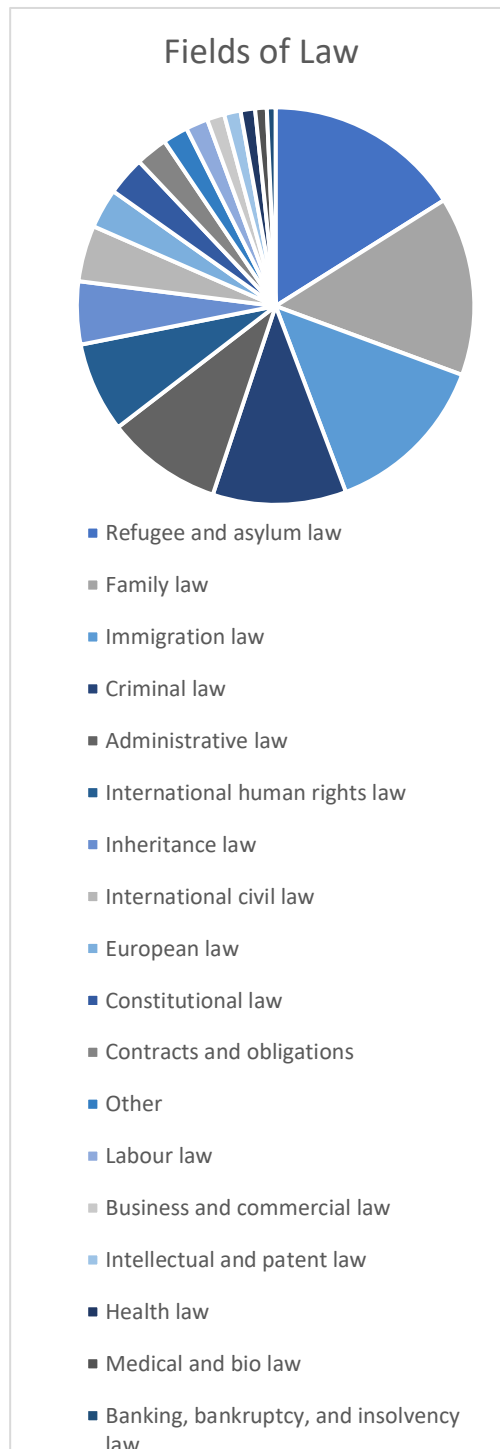 Fields of Law
Refugee and asylum law
Family law
Immigration law
Criminal law
Administrative law
International human rights law
Inheritance law
International civil law
European law
Constitutional law
Contracts and obligations
Other
Labour law
Business and commercial law
Intellectual and patent law
Health law
Medical and bio law
Banking, bankruptcy, and insolvency
law